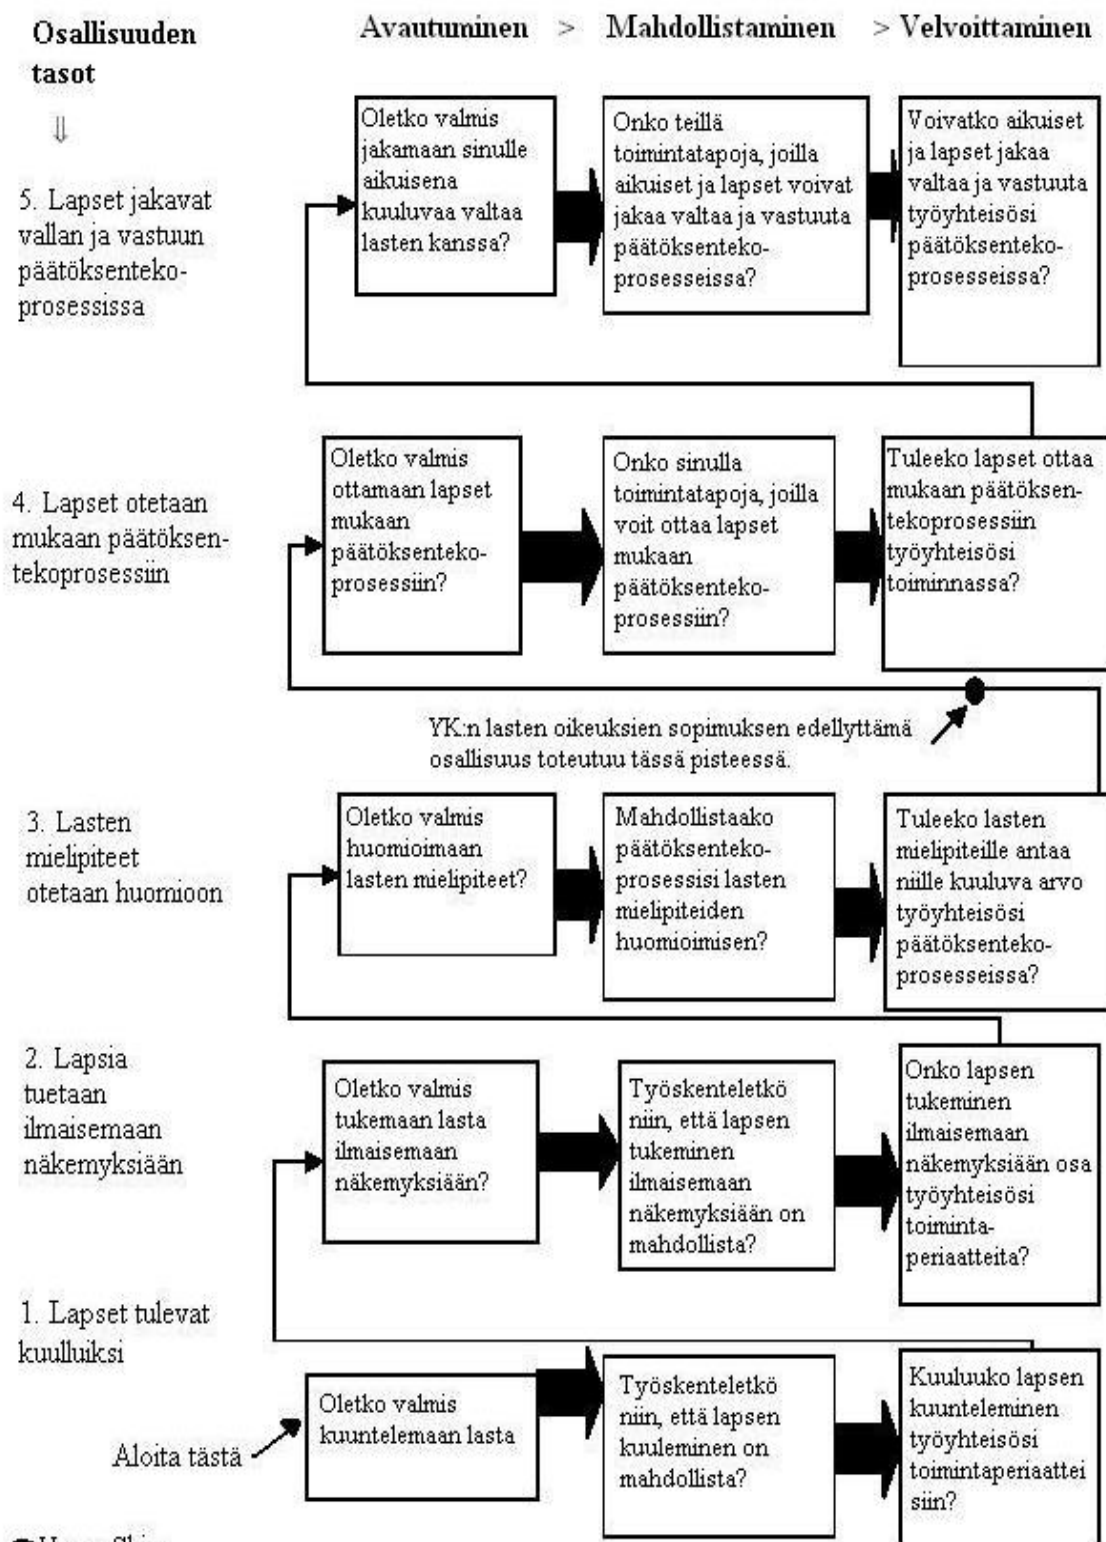 Osallisuuden
tasot
⇓
Avautuminen > Mahdollistaminen > Velvoittaminen
5. Lapset jakavat
vallan ja vastuun
päätöksenteko-
prosessissa
Oletko valmis
jakamaan sinulle
aikuisena
kuuluvaa valtaa
lasten kanssa?
Onko teillä
toimintatapoja, joilla
aikuiset ja lapset voivat
jakaa valtaa ja vastuuta
päätöksenteko-
prosesseissa?
Voivatko aikuiset
ja lapset jakaa
valtaa ja vastuuta
työyhteisösi
päätöksenteko-
prosesseissa?
4. Lapset otetaan
mukaan päätöksen-
tekoprosessiin
Oletko valmis
ottamaan lapset
mukaan
päätöksenteko-
prosessiin?
Onko sinulla
toimintatapoja, joilla
voit ottaa lapset
mukaan
päätöksenteko-
prosessiin?
Tuleeko lapset ottaa
mukaan päätöksen-
tekoprosessiin
työyhteisösi
toiminnassa?
YK:n lasten oikeuksien sopimuksen edellyttämä
osallisuus toteutuu tässä pisteessä.
3. Lasten
mielipiteet
otetaan huomioon
Oletko valmis
huomioimaan
lasten mielipiteet?
Mahdollistaako
päätöksenteko-
prosessisi lasten
mielipiteiden
huomioimisen?
Tuleeko lasten
mielipiteille antaa
niille kuuluva arvo
työyhteisösi
päätöksenteko-
prosesseissa?
2. Lapsia
tuetaan
ilmaisemaan
näkemyksiään
Oletko valmis
tukemaan lasta
ilmaisemaan
näkemyksiään?
Työskenteletkö
niin, että lapsen
tukeminen
ilmaisemaan
näkemyksiään on
mahdollista?
Onko lapsen
tukeminen
ilmaisemaan
näkemyksiään osa
työyhteisösi
toiminta-
periaatteita?
1. Lapset tulevat
kuulluiksi
Aloita tästä
Oletko valmis
kuuntelemaan lasta
Työskenteletkö
niin, että lapsen
kuuleminen on
mahdollista?
Kuuluuko lapsen
kuunteleminen
työyhteisösi
toimintaperiaattei
siin?